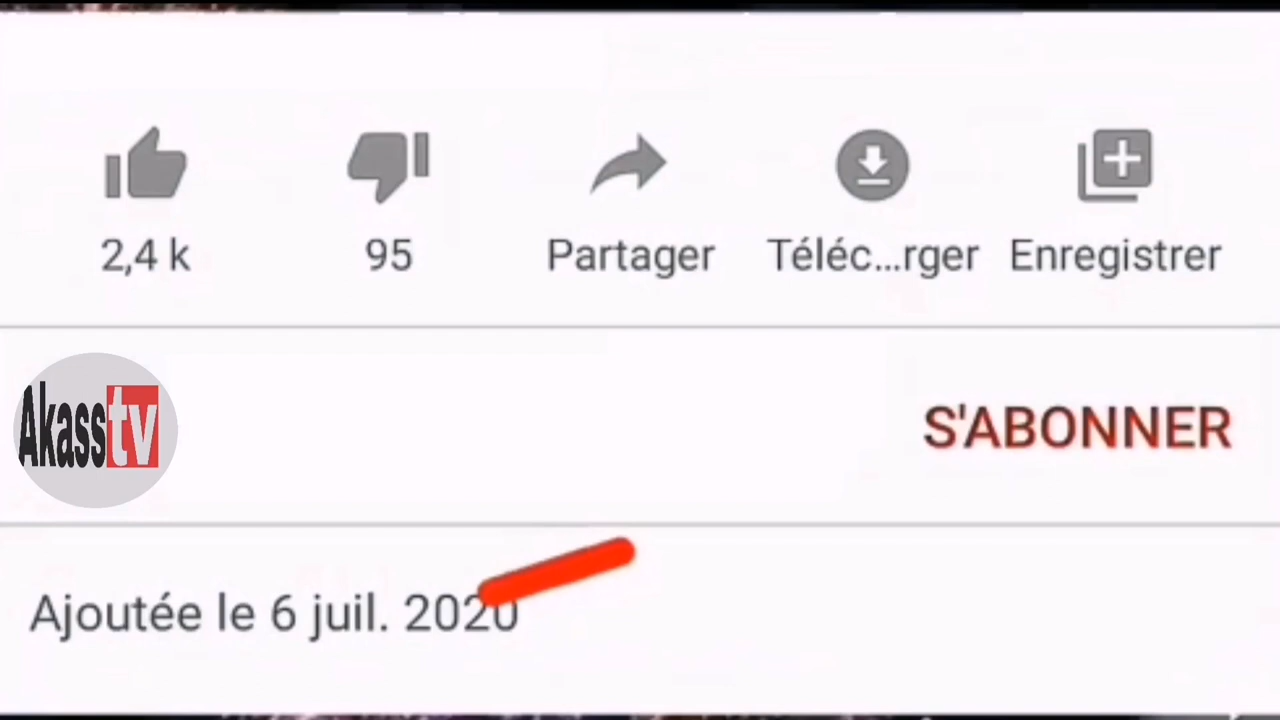 2,4 k 95 Partager Téléc...rger Enregistrer
Akasstv S'ABONNER
Ajoutée le 6 juil. 2020